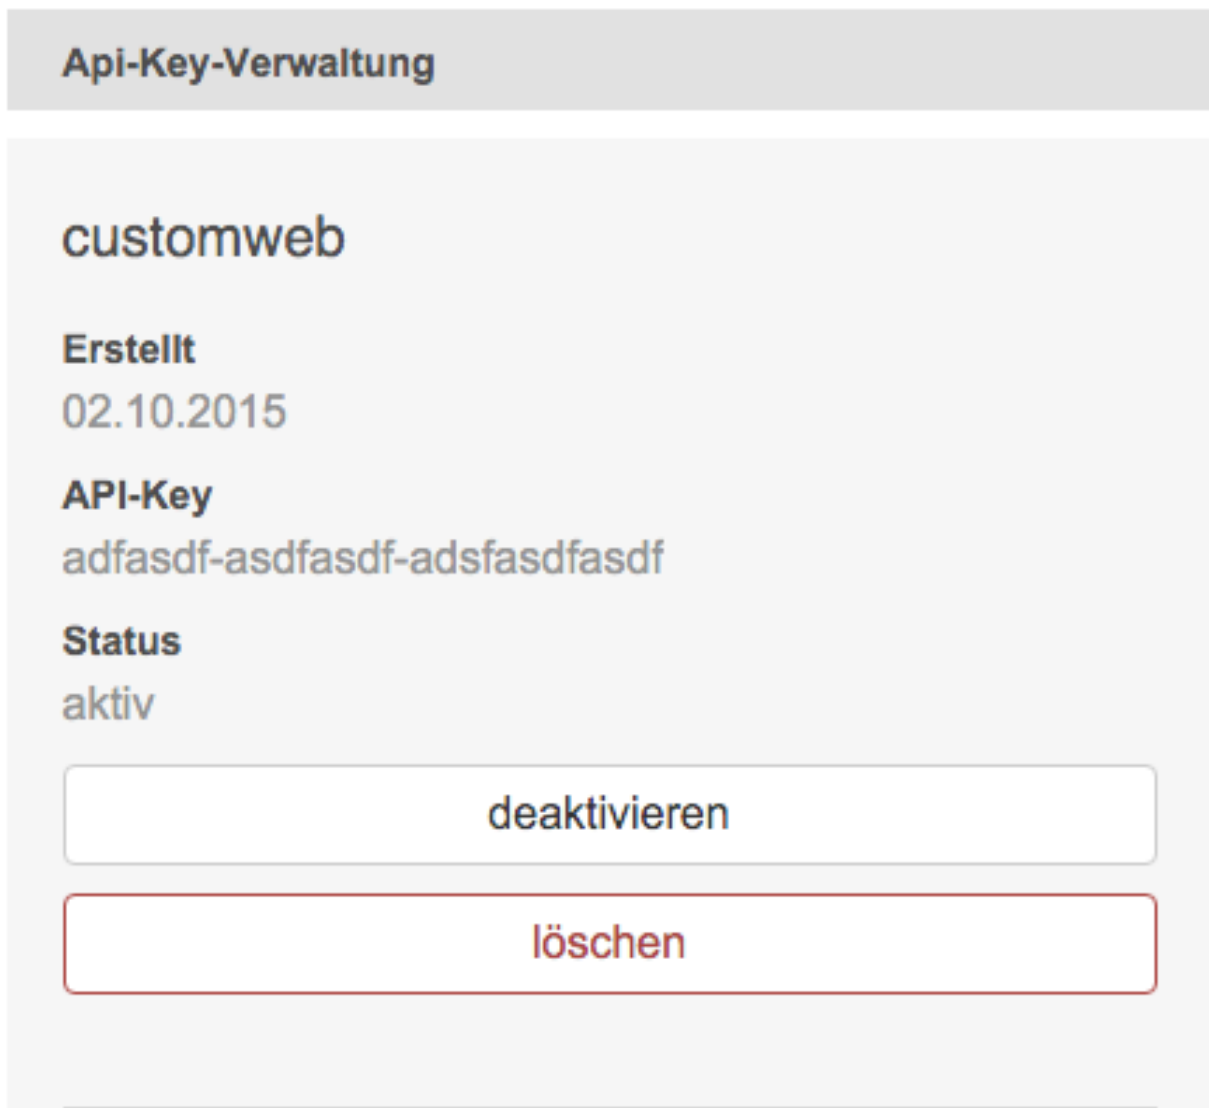 Api-Key-Verwaltung
customweb
Erstellt
02.10.2015
API-Key
adfasdf-asdfasdf-adsfasdfasdf
Status
aktiv
deaktivieren
löschen